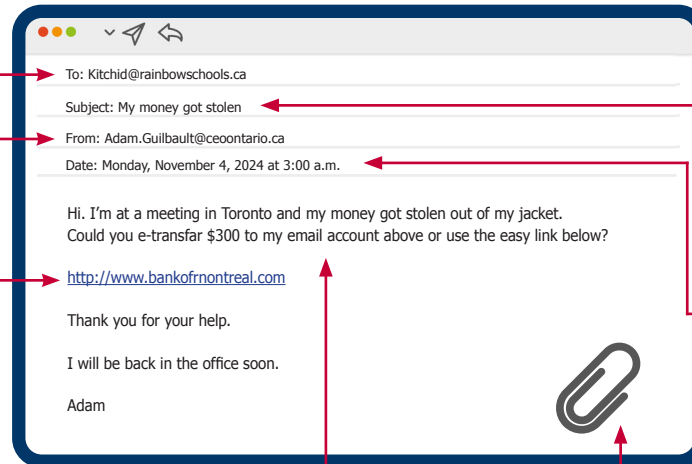 To: Kitchid@rainbowschools.ca
Subject: My money got stolen
From: Adam.Guilbault@ceoontario.ca
Date: Monday, November 4, 2024 at 3:00 a.m.
Hi. I’m at a meeting in Toronto and my money got stolen out of my jacket.
Could you e-transfar $300 to my email account above or use the easy link below?
http://www.bankofrnontreal.com
Thank you for your help.
I will be back in the office soon.
Adam